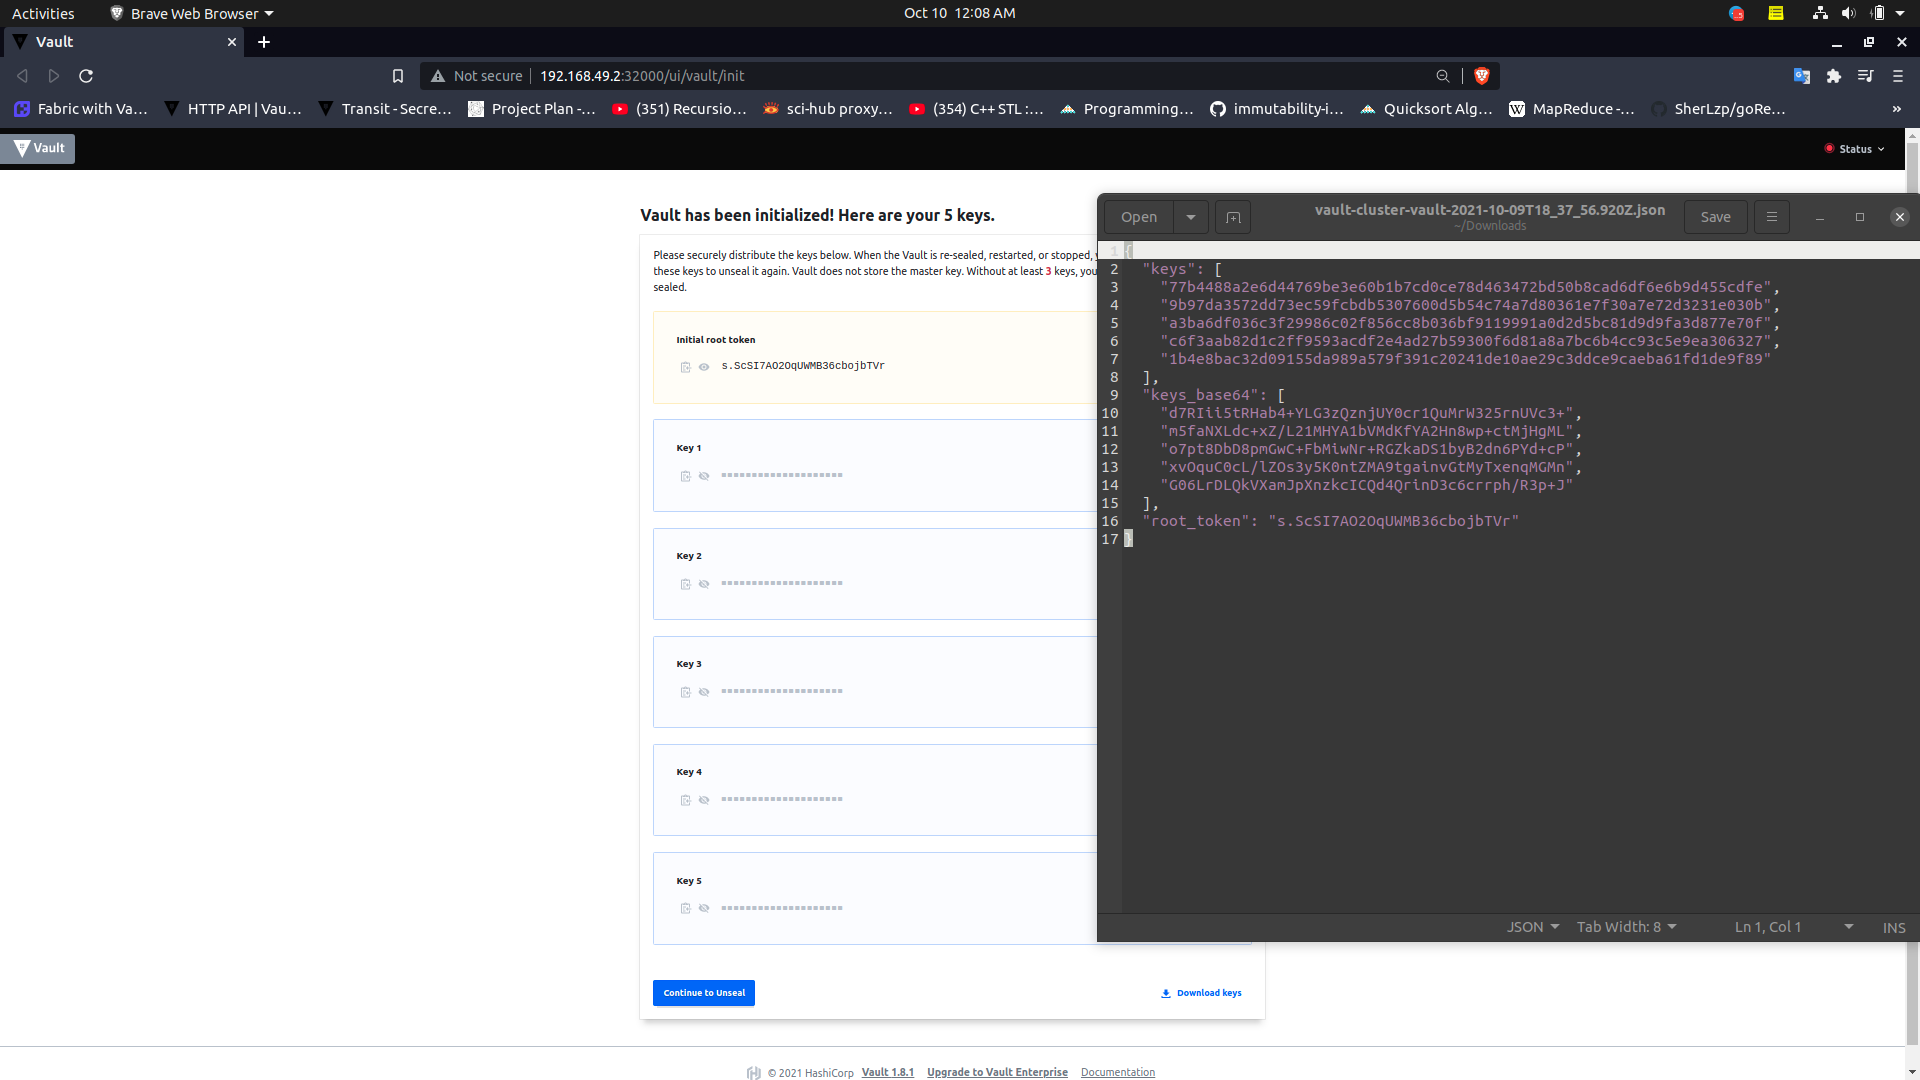 Activities
Brave Web Browser
Oct 10 12:08 AM
Vault
Not secure
192.168.49.2:32000/ui/vault/init
Fabric with Va...
HTTP API | Vau...
Transit - Secre...
Project Plan -...
(351) Recursio...
sci-hub proxy...
(354) C++ STL :...
Programming...
immutability-i...
Quicksort Alg...
MapReduce -...
SherLzp/goRe...
»
Vault
Status
Vault has been initialized! Here are your 5 keys.
Please securely distribute the keys below. When the Vault is re-sealed, restarted, or stopped,
these keys to unseal it again. Vault does not store the master key. Without at least 3 keys, you
sealed.
Initial root token
s.ScSI7AO2OqUWMB36cbojbTVr
Key 1
Key 2
Key 3
Key 4
Key 5
Continue to Unseal
Download keys
© 2021 HashiCorp
Vault 1.8.1
Upgrade to Vault Enterprise
Documentation
Open
vault-cluster-vault-2021-10-09T18_37_56.920Z.json
~/Downloads
Save
1 {
2 "keys": [
3 "77b4488a2e6d44769be3e60b1b7cd0ce78d463472bd50b8cad6df6e6b9d455cdfe",
4 "9b97da3572dd73ec59fcbdb5307600d5b54c74a7d80361e7f30a7e72d3231e030b",
5 "a3ba6df036c3f29986c02f856cc8b036bf9119991a0d2d5bc81d9d9fa3d877e70f",
6 "c6f3aab82d1c2ff9593acdf2e4ad27b59300f6d81a8a7bc6b4cc93c5e9ea306327",
7 "1b4e8bac32d09155da989a579f391c20241de10ae29c3ddce9caeba61fd1de9f89"
8 ],
9 "keys_base64": [
10 "d7RIii5tRHab4+YLG3zQznjUY0cr1QuMrW325rnUVc3+",
11 "m5faNXLdc+xZ/L21MHYA1bVMdKfYA2Hn8wp+ctMjHgML",
12 "o7pt8DbD8pmGwC+FbMiwNr+RGZkaDS1byB2dn6PYd+cP",
13 "xvOquC0cL/lZOs3y5K0ntZMA9tgainvGtMyTxenqMGMn",
14 "G06LrDLQkVXamJpXnzkcICQd4QrinD3c6crrph/R3p+J"
15 ],
16 "root_token": "s.ScSI7AO2OqUWMB36cbojbTVr"
17 }
JSON
Tab Width: 8
Ln 1, Col 1
INS